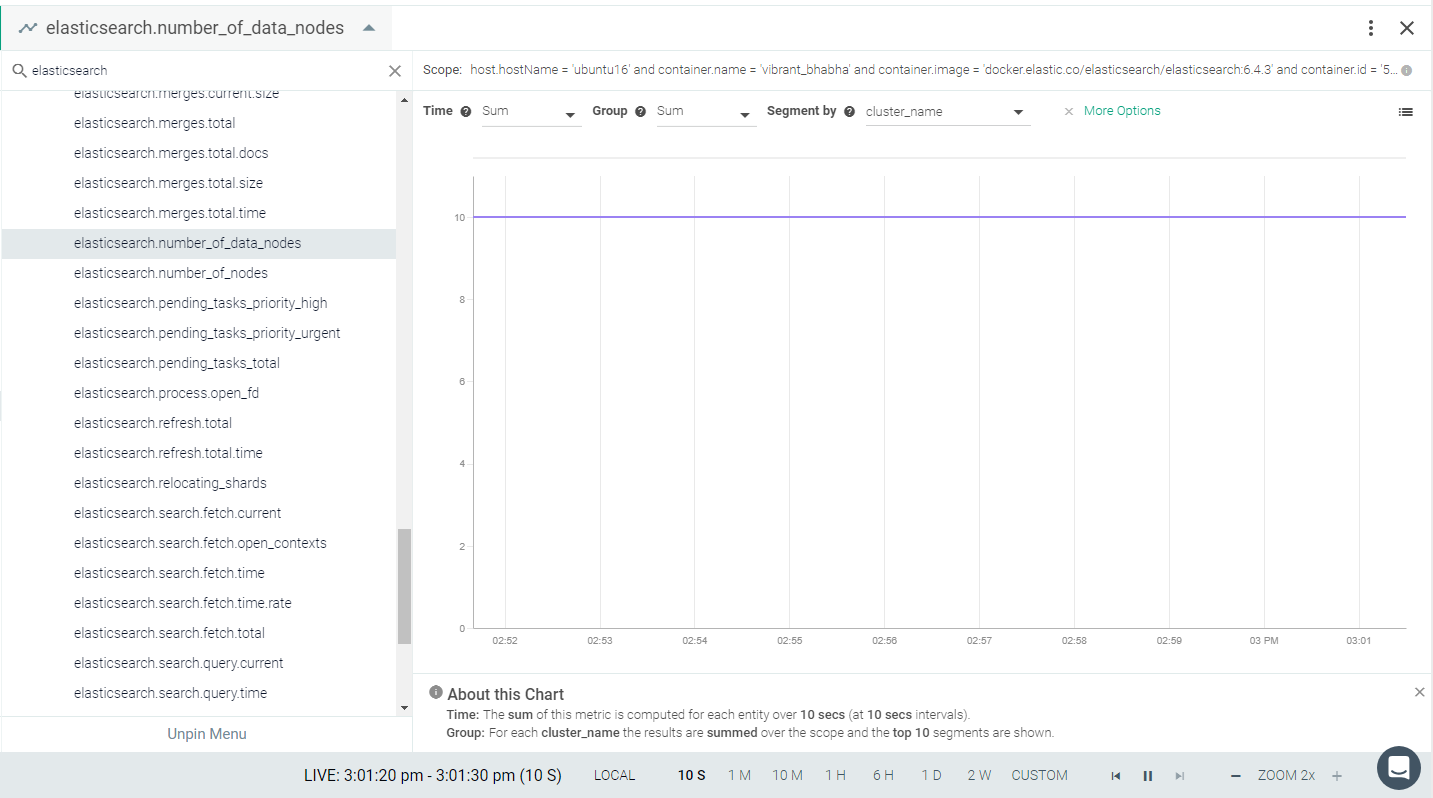 elasticsearch.number_of_data_nodes
elasticsearch
elasticsearch.merges.current.size
elasticsearch.merges.total
elasticsearch.merges.total.docs
elasticsearch.merges.total.size
elasticsearch.merges.total.time
elasticsearch.number_of_data_nodes
elasticsearch.number_of_nodes
elasticsearch.pending_tasks_priority_high
elasticsearch.pending_tasks_priority_urgent
elasticsearch.pending_tasks_total
elasticsearch.process.open_fd
elasticsearch.refresh.total
elasticsearch.refresh.total.time
elasticsearch.relocating_shards
elasticsearch.search.fetch.current
elasticsearch.search.fetch.open_contexts
elasticsearch.search.fetch.time
elasticsearch.search.fetch.time.rate
elasticsearch.search.fetch.total
elasticsearch.search.query.current
elasticsearch.search.query.time
Unpin Menu
Scope: host.hostName = 'ubuntu16' and container.name = 'vibrant_bhabha' and container.image = 'docker.elastic.co/elasticsearch/elasticsearch:6.4.3' and container.id = '5...
Time Sum Group Sum Segment by cluster_name More Options
10
8
6
4
2
0
02:52 02:53 02:54 02:55 02:56 02:57 02:58 02:59 03 PM 03:01
About this Chart
Time: The sum of this metric is computed for each entity over 10 secs (at 10 secs intervals).
Group: For each cluster_name the results are summed over the scope and the top 10 segments are shown.
LIVE: 3:01:20 pm - 3:01:30 pm (10 S) LOCAL 10 S 1 M 10 M 1 H 6 H 1 D 2 W CUSTOM ZOOM 2x